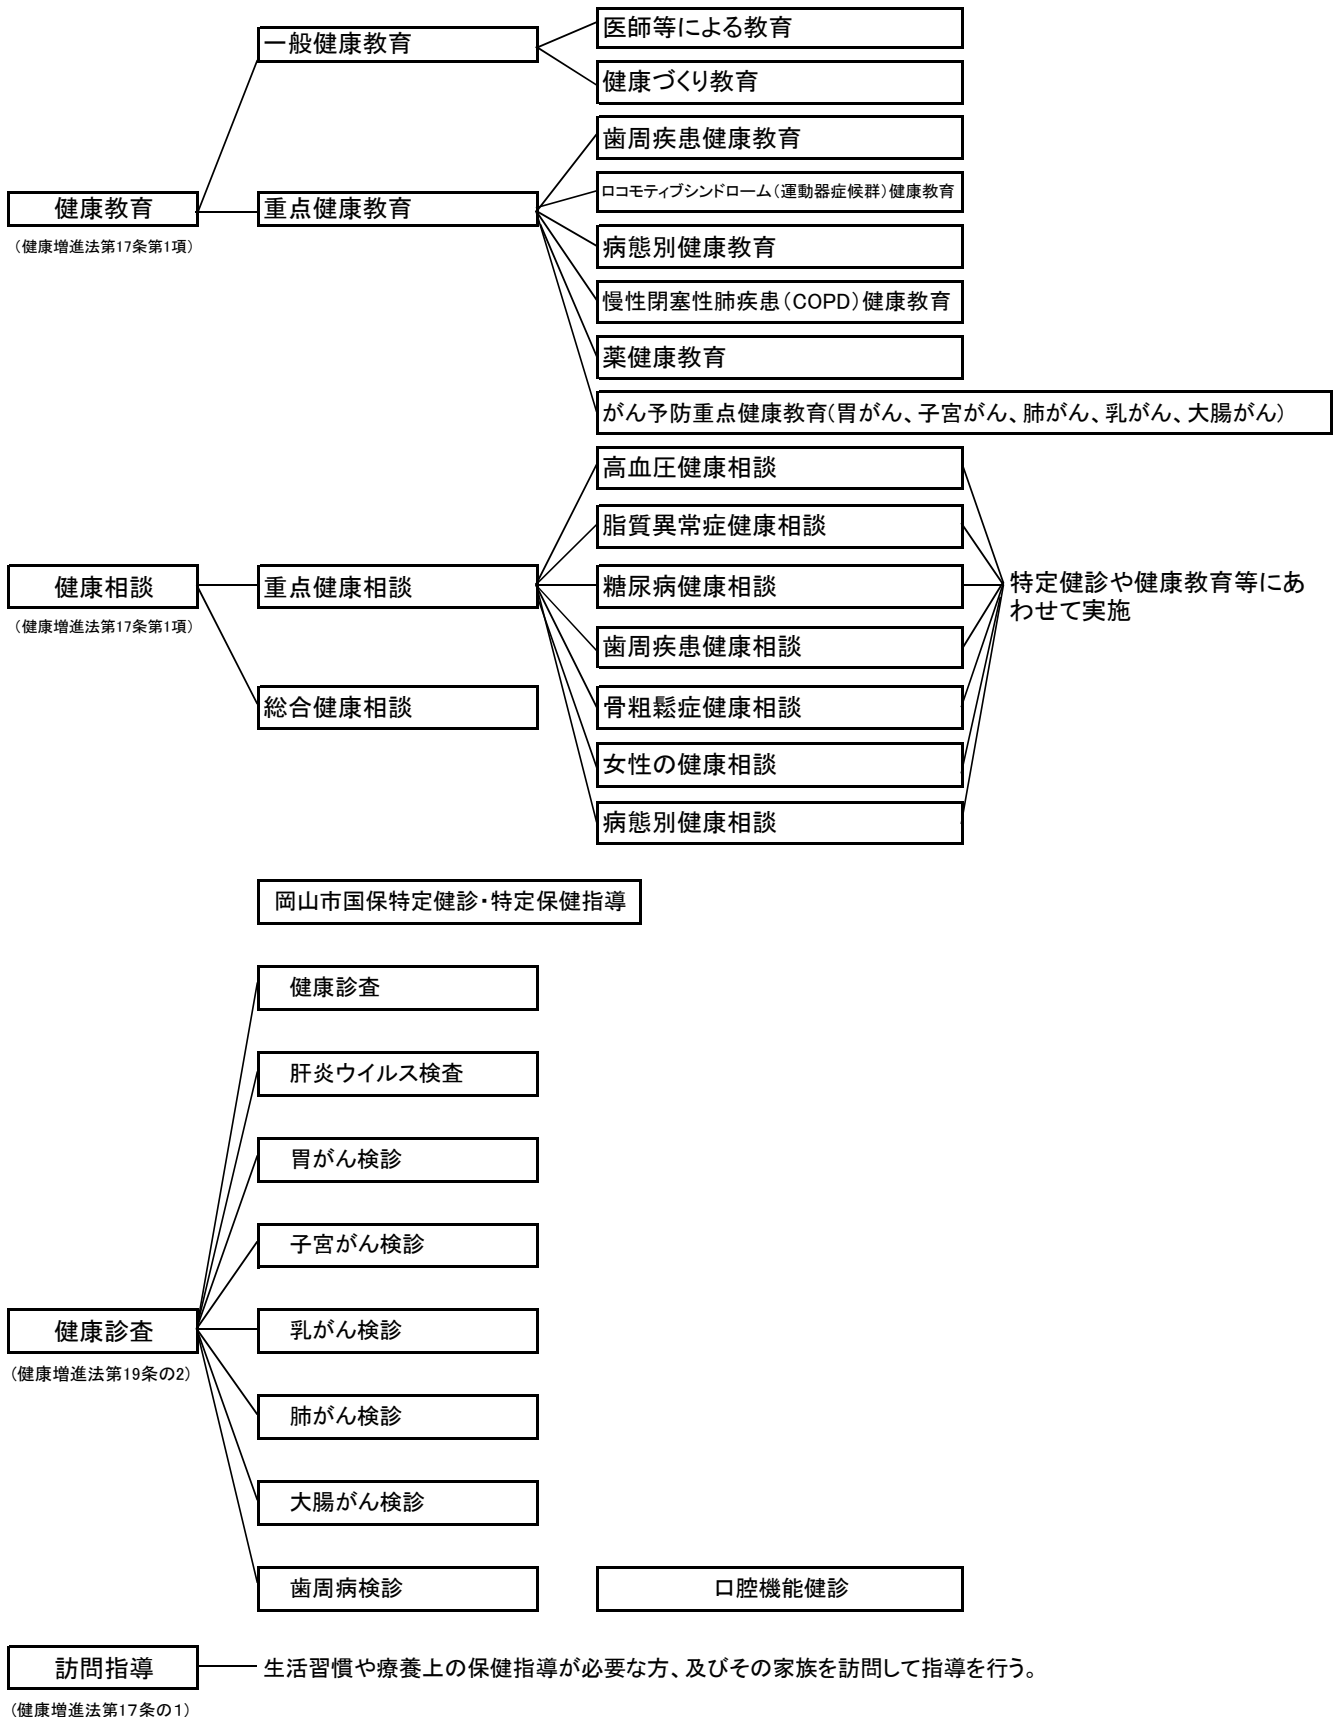 医師等による教育
一般健康教育
健康づくり教育
歯周疾患健康教育
ロコモティブシンドローム（運動器症候群）健康教育
健康教育
重点健康教育
（健康増進法第17条第1項）
病態別健康教育
慢性閉塞性肺疾患（COPD）健康教育
薬健康教育
がん予防重点健康教育(胃がん、子宮がん、肺がん、乳がん、大腸がん)
高血圧健康相談
脂質異常症健康相談
健康相談
重点健康相談
糖尿病健康相談
特定健診や健康教育等にあ
わせて実施
（健康増進法第17条第1項）
歯周疾患健康相談
総合健康相談
骨粗鬆症健康相談
女性の健康相談
病態別健康相談
岡山市国保特定健診・特定保健指導
健康診査
肝炎ウイルス検査
胃がん検診
子宮がん検診
健康診査
乳がん検診
(健康増進法第19条の2)
肺がん検診
大腸がん検診
歯周病検診
口腔機能健診
訪問指導
生活習慣や療養上の保健指導が必要な方、及びその家族を訪問して指導を行う。
(健康増進法第17条の１)